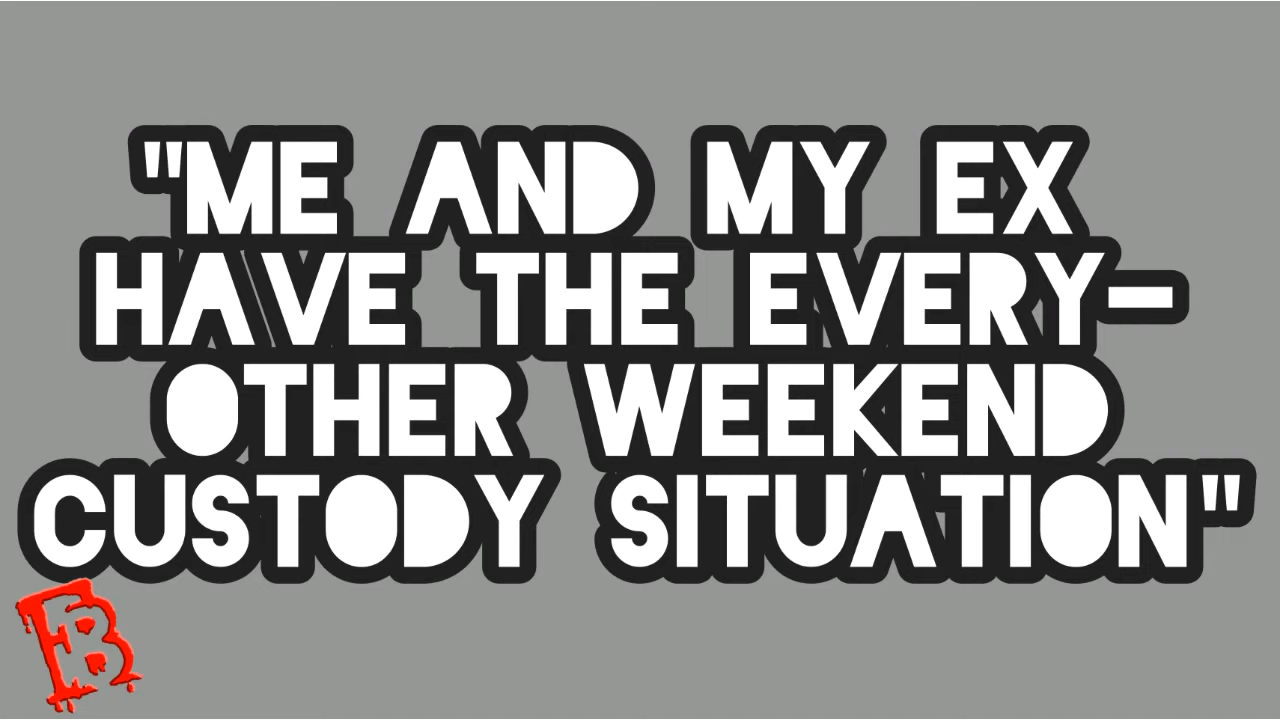 "ME AND MY EX
HAVE THE EVERY-
OTHER WEEKEND
CUSTODY SITUATION"
B